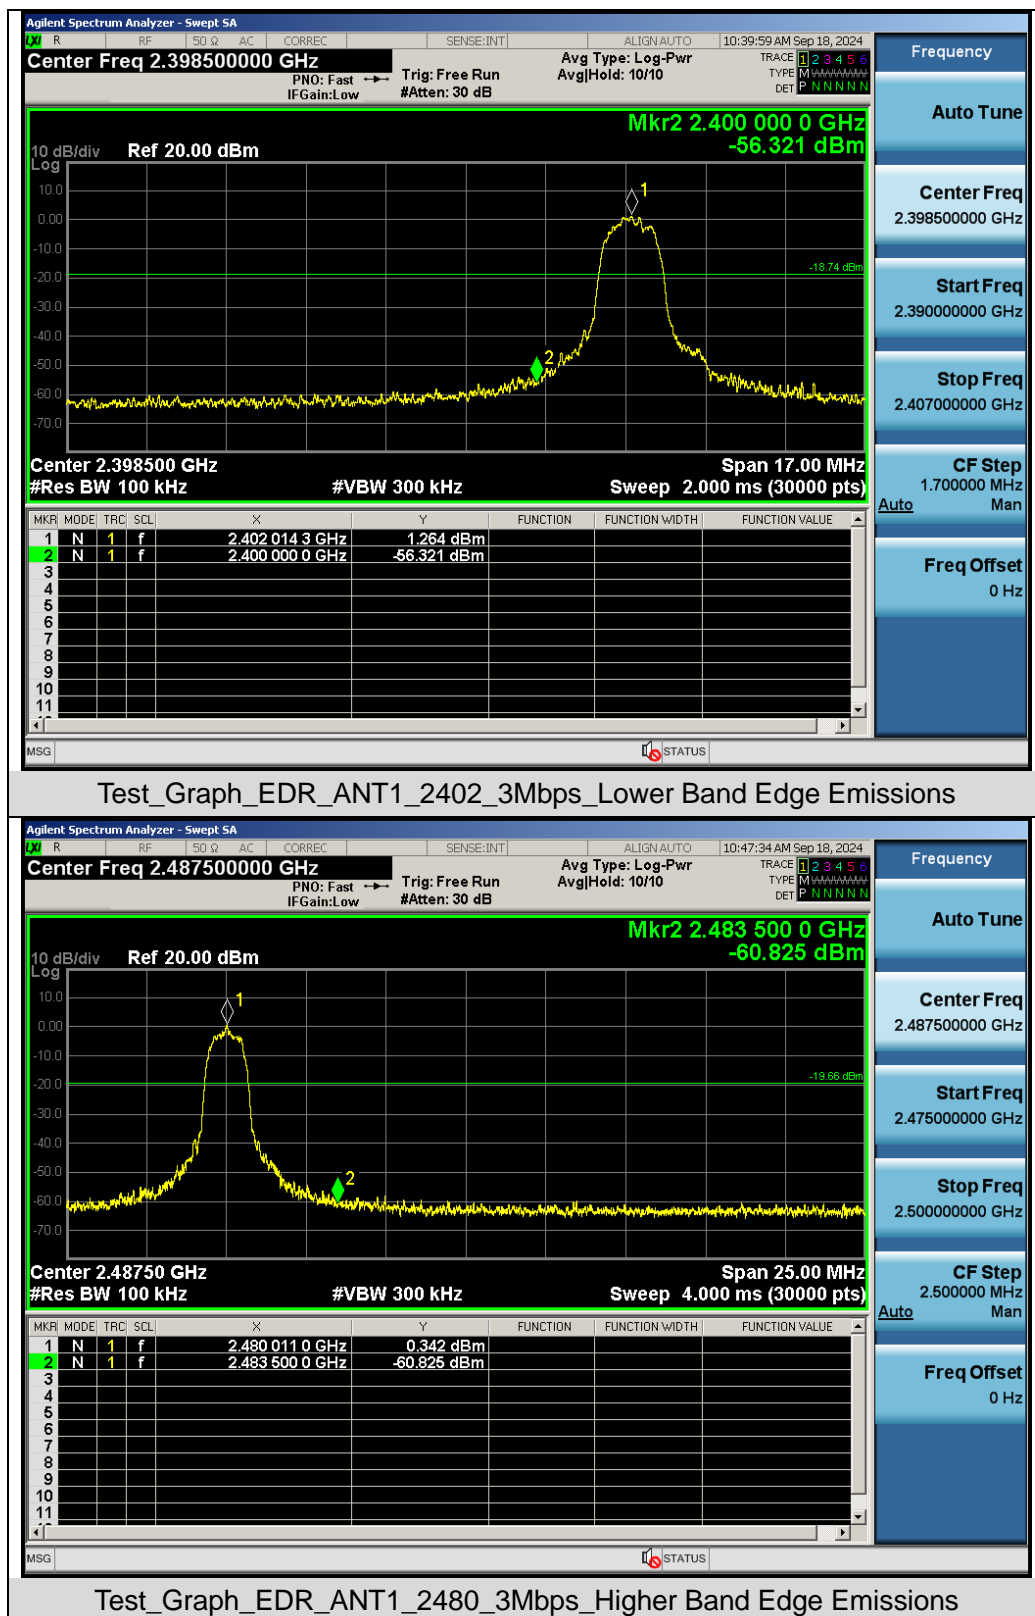 Agilent Spectrum Analyzer - Swept SA
LXI R RF 50 Ω AC CORREC SENSE:INT ALIGN AUTO 10:39:59 AM Sep 18, 2024
Center Freq 2.398500000 GHz
PNO: Fast
IFGain:Low
Trig: Free Run
#Atten: 30 dB
Avg Type: Log-Pwr
Avg|Hold: 10/10
TRACE 1 2 3 4 5 6
TYPE M WWWWW
DET P N N N N N
Mkr2 2.400 000 0 GHz
-56.321 dBm
10 dB/div Ref 20.00 dBm
Log
10.0
0.00
-10.0
-20.0
-30.0
-40.0
-50.0
-60.0
-70.0
1
-18.74 dBm
2
Center 2.398500 GHz Span 17.00 MHz
#Res BW 100 kHz #VBW 300 kHz Sweep 2.000 ms (30000 pts)
MKR MODE TRC SCL X Y FUNCTION FUNCTION WIDTH FUNCTION VALUE
1 N 1 f 2.402 014 3 GHz 1.264 dBm
2 N 1 f 2.400 000 0 GHz -56.321 dBm
3
4
5
6
7
8
9
10
11
MSG STATUS
Frequency
Auto Tune
Center Freq
2.398500000 GHz
Start Freq
2.390000000 GHz
Stop Freq
2.407000000 GHz
CF Step
1.700000 MHz
Auto Man
Freq Offset
0 Hz
Test_Graph_EDR_ANT1_2402_3Mbps_Lower Band Edge Emissions
Agilent Spectrum Analyzer - Swept SA
LXI R RF 50 Ω AC CORREC SENSE:INT ALIGN AUTO 10:47:34 AM Sep 18, 2024
Center Freq 2.487500000 GHz
PNO: Fast
IFGain:Low
Trig: Free Run
#Atten: 30 dB
Avg Type: Log-Pwr
Avg|Hold: 10/10
TRACE 1 2 3 4 5 6
TYPE M WWWWW
DET P N N N N N
Mkr2 2.483 500 0 GHz
-60.825 dBm
10 dB/div Ref 20.00 dBm
Log
10.0
0.00
-10.0
-20.0
-30.0
-40.0
-50.0
-60.0
-70.0
1
-19.66 dBm
2
Center 2.48750 GHz Span 25.00 MHz
#Res BW 100 kHz #VBW 300 kHz Sweep 4.000 ms (30000 pts)
MKR MODE TRC SCL X Y FUNCTION FUNCTION WIDTH FUNCTION VALUE
1 N 1 f 2.480 011 0 GHz 0.342 dBm
2 N 1 f 2.483 500 0 GHz -60.825 dBm
3
4
5
6
7
8
9
10
11
MSG STATUS
Frequency
Auto Tune
Center Freq
2.487500000 GHz
Start Freq
2.475000000 GHz
Stop Freq
2.500000000 GHz
CF Step
2.500000 MHz
Auto Man
Freq Offset
0 Hz
Test_Graph_EDR_ANT1_2480_3Mbps_Higher Band Edge Emissions